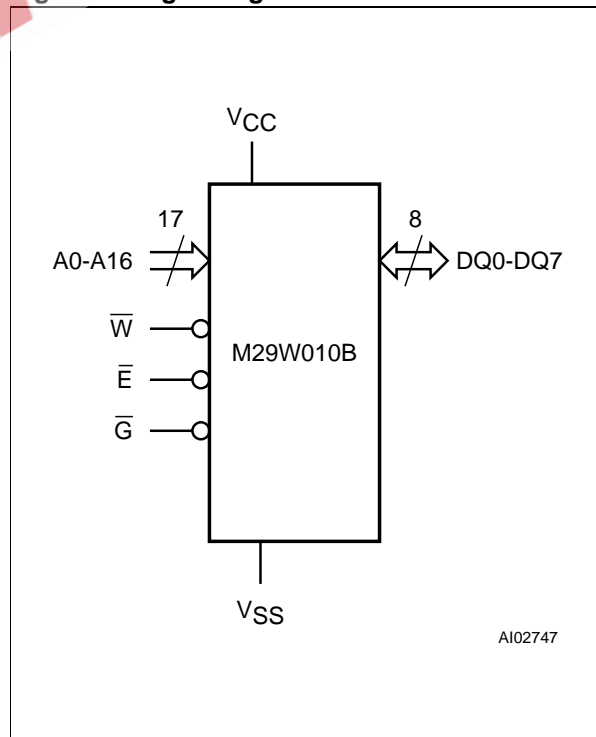 VCC
17
8
A0-A16
DQ0-DQ7
W̅
M29W010B
E̅
G̅
VSS
AI02747